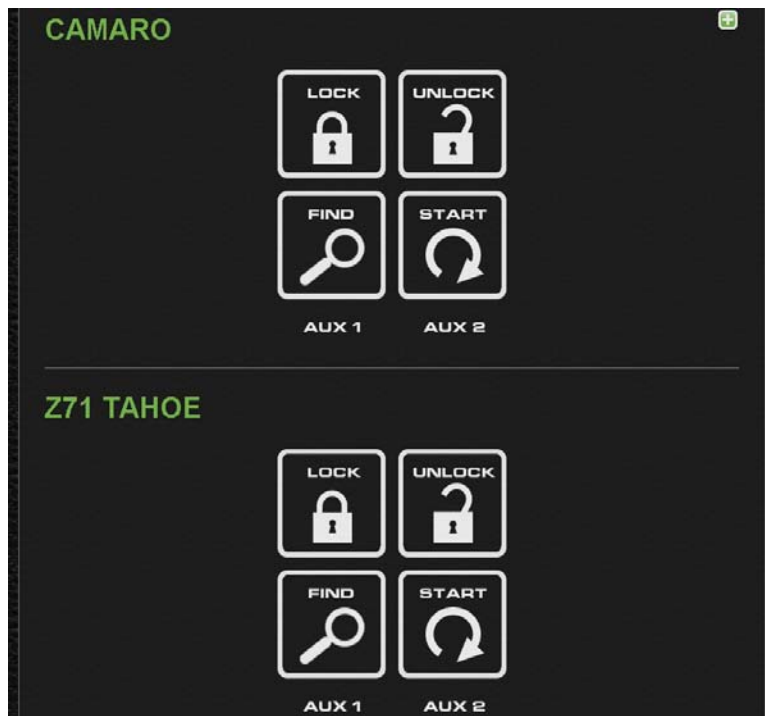 CAMARO
LOCK UNLOCK
FIND START
AUX 1 AUX 2
Z71 TAHOE
LOCK UNLOCK
FIND START
AUX 1 AUX 2